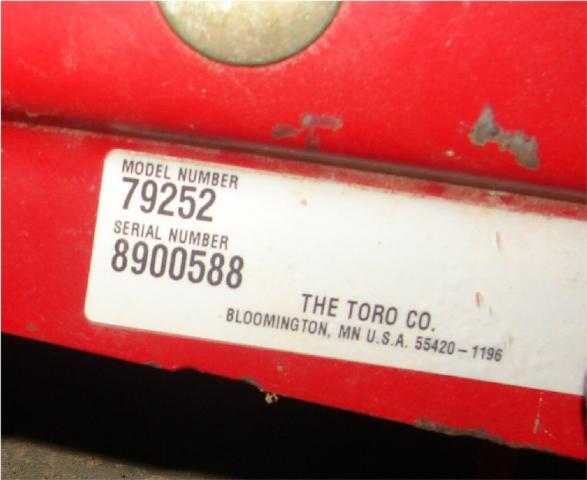 MODEL NUMBER
79252
SERIAL NUMBER
8900588
THE TORO CO.
BLOOMINGTON, MN U.S.A. 55420-1196